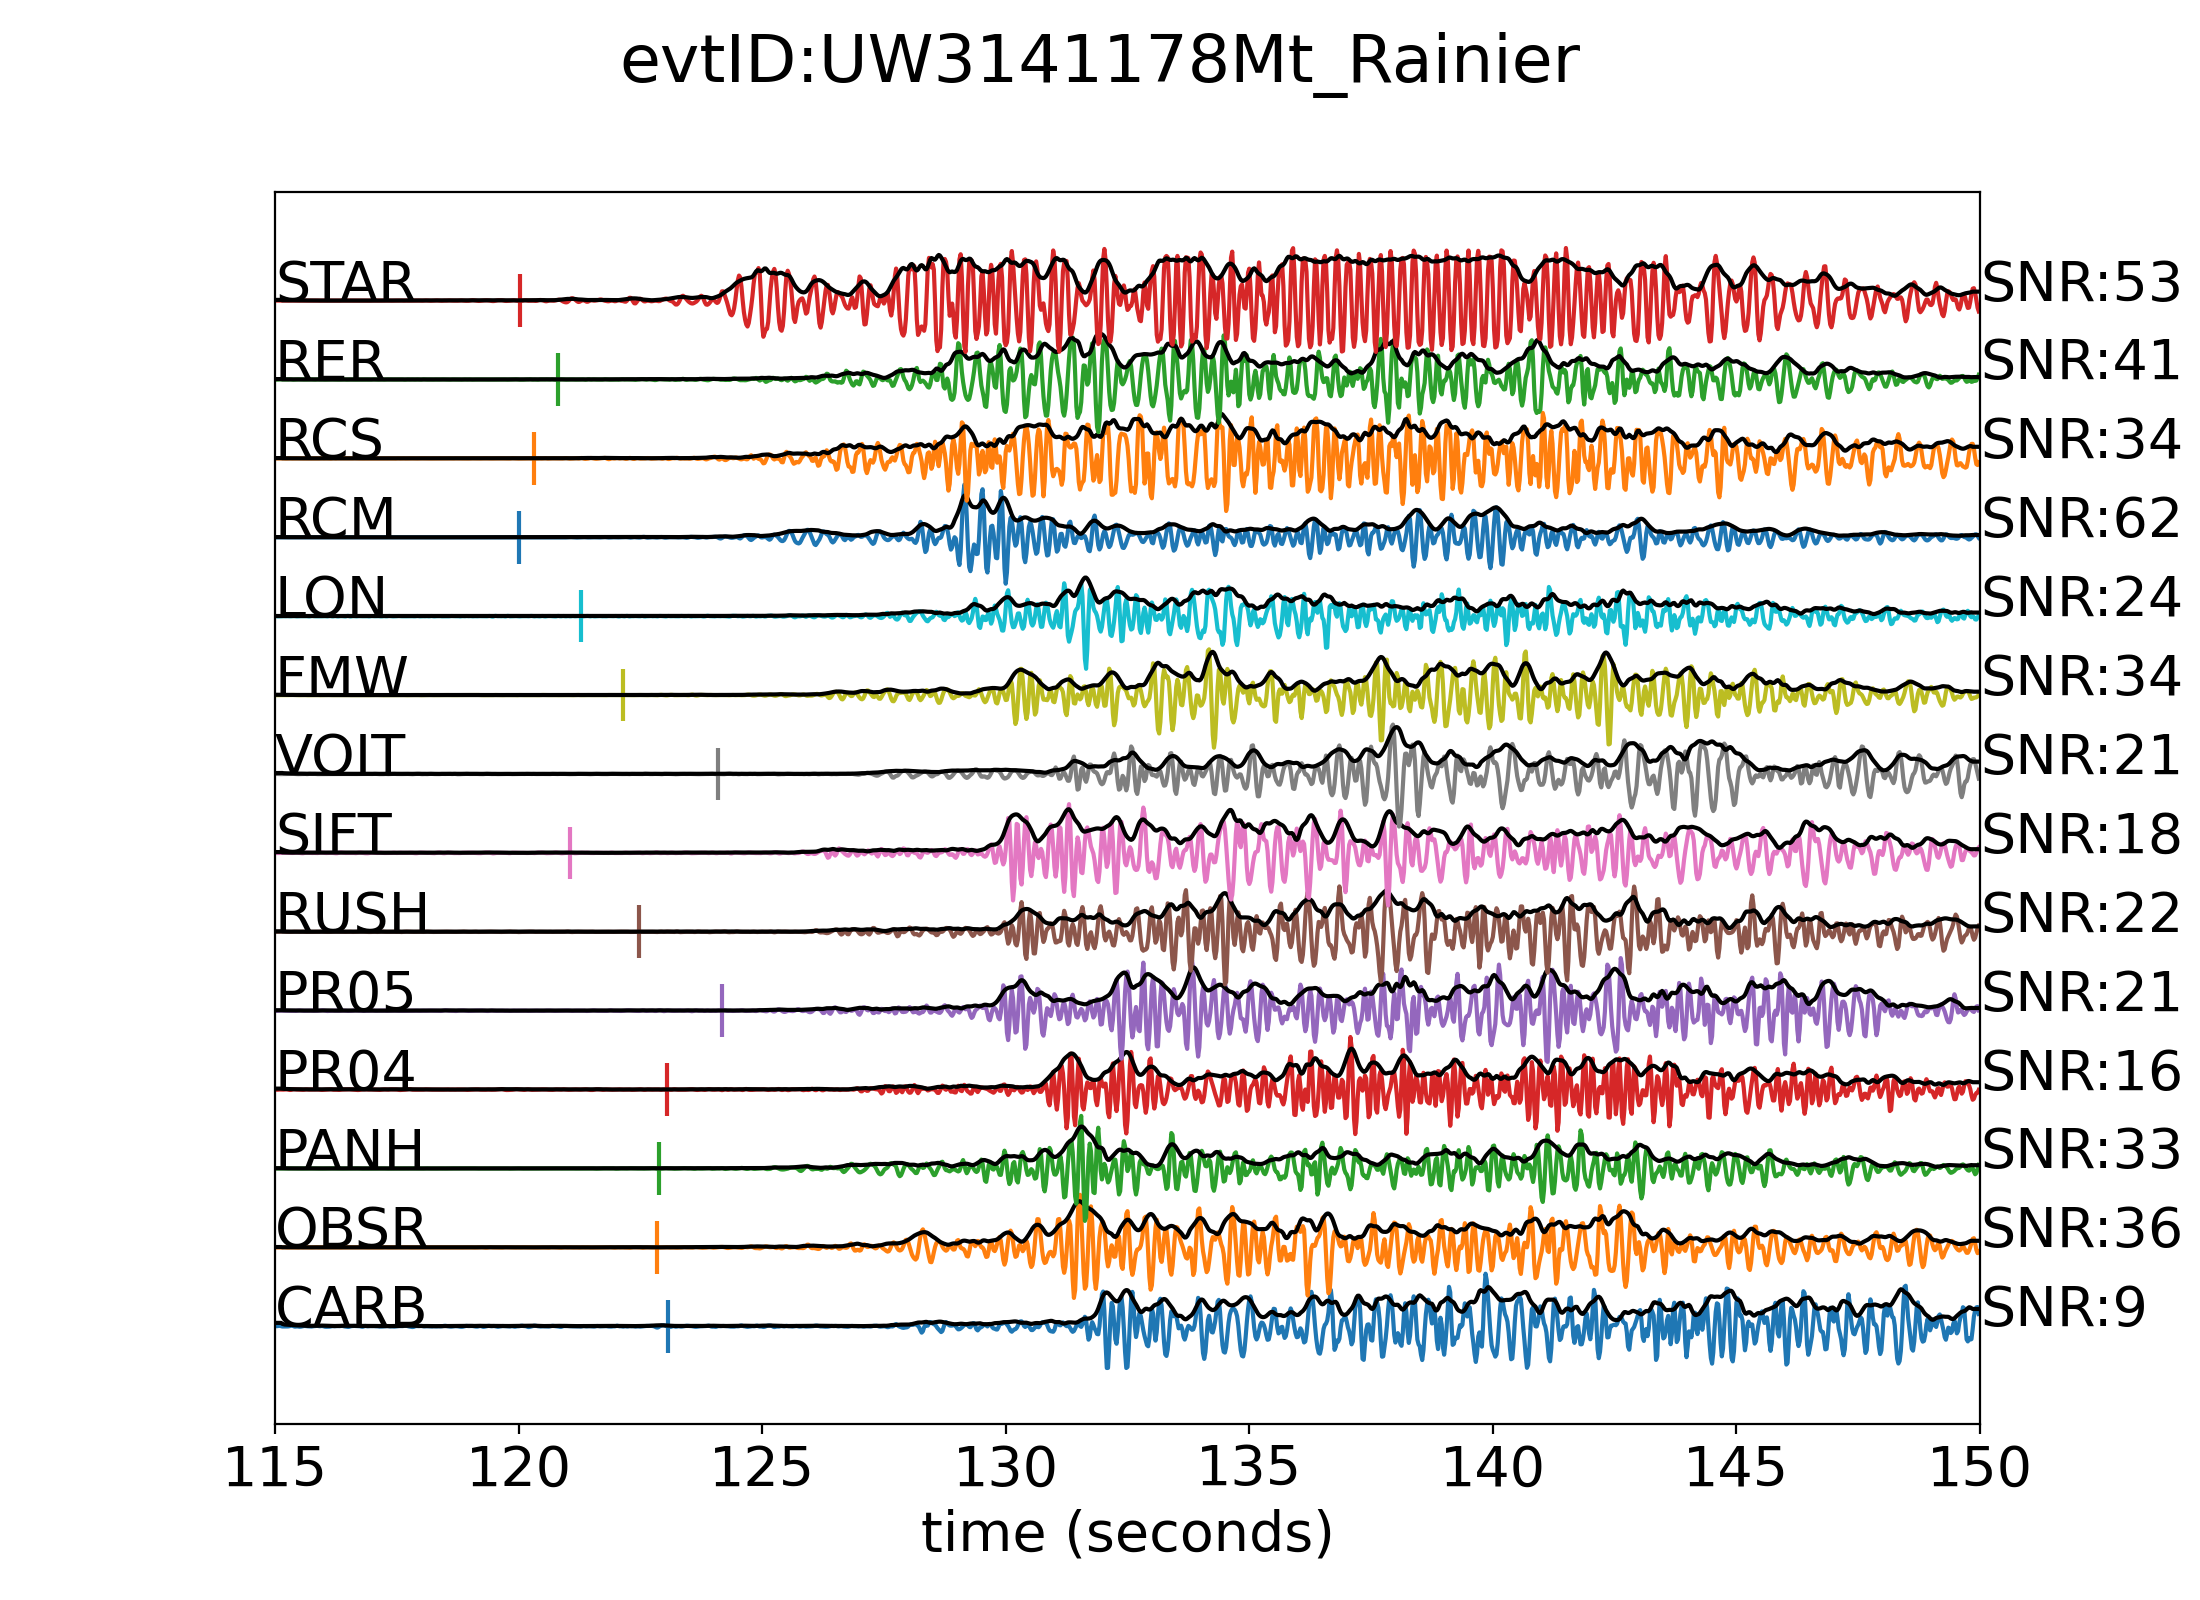 evtID:UW3141178Mt_Rainier
STAR SNR:53
RER SNR:41
RCS SNR:34
RCM SNR:62
LON SNR:24
FMW SNR:34
VOIT SNR:21
SIFT SNR:18
RUSH SNR:22
PR05 SNR:21
PR04 SNR:16
PANH SNR:33
OBSR SNR:36
CARB SNR:9
115 120 125 130 135 140 145 150
time (seconds)